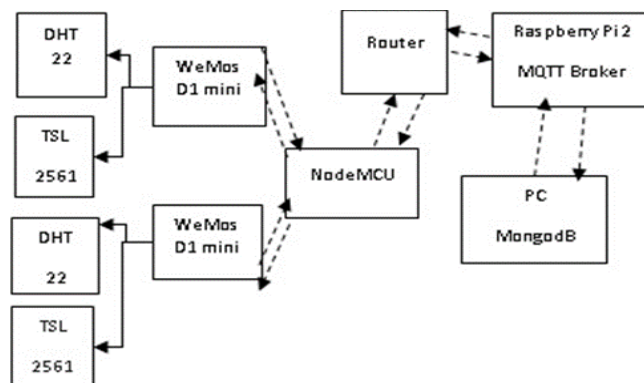 DHT
22
TSL
2561
DHT
22
TSL
2561
WeMos
D1 mini
WeMos
D1 mini
NodeMCU
Router
Raspberry Pi 2
MQTT Broker
PC
MongodB